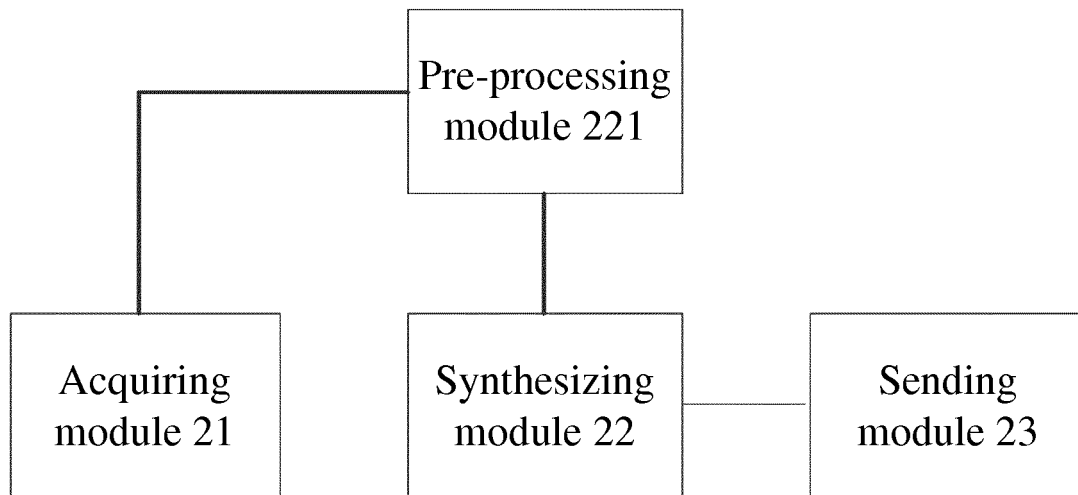 Pre-processing
module 221
Acquiring
module 21
Synthesizing
module 22
Sending
module 23